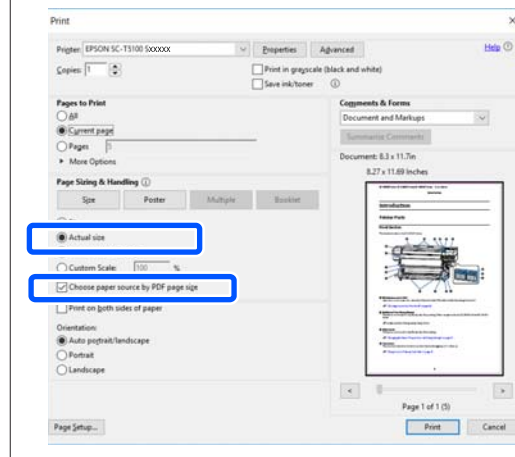 Print
Printer: EPSON SC-T5100 Sxxxxx
Properties
Advanced
Help
Copies: 1
Print in grayscale (black and white)
Save ink/toner
Pages to Print
All
Current page
Pages
More Options
Comments & Forms
Document and Markups
Summarize Comments
Document: 8.3 x 11.7in
8.27 x 11.69 Inches
Page Sizing & Handling
Size
Poster
Multiple
Booklet
Actual size
Custom Scale: 100 %
Choose paper source by PDF page size
Print on both sides of paper
Orientation:
Auto portrait/landscape
Portrait
Landscape
Introduction
Printer Parts
<
>
Page 1 of 1 (5)
Page Setup...
Print
Cancel